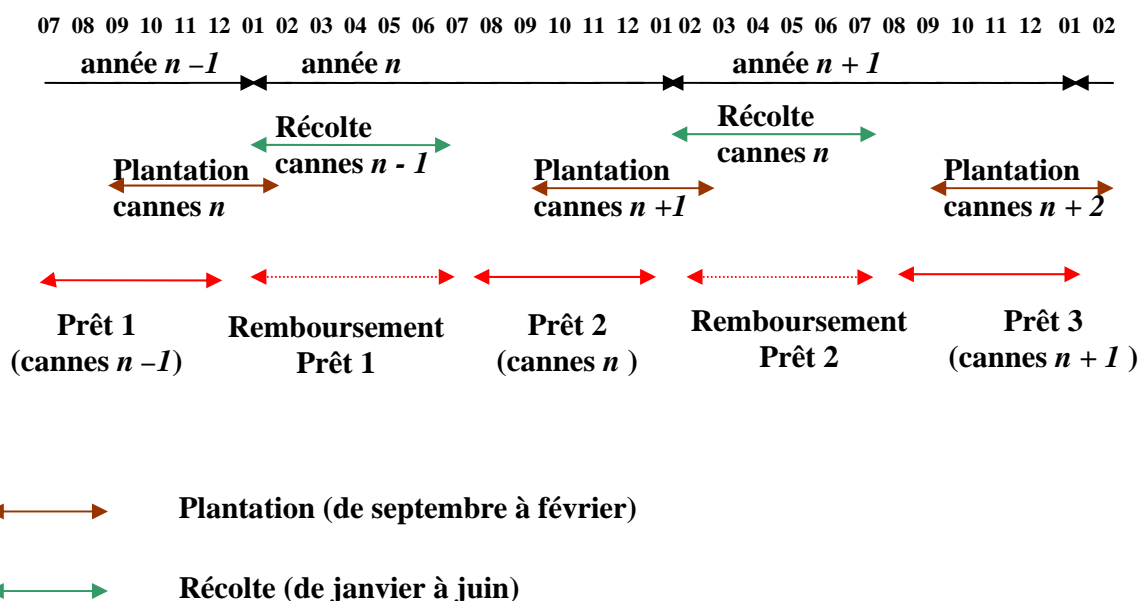 07 08 09 10 11 12 01 02 03 04 05 06 07 08 09 10 11 12 01 02 03 04 05 06 07 08 09 10 11 12 01 02
année n –1 année n année n + 1
Récolte
cannes n - 1
Récolte
cannes n
Plantation
cannes n
Plantation
cannes n +1
Plantation
cannes n + 2
Prêt 1
(cannes n –1)
Remboursement
Prêt 1
Prêt 2
(cannes n )
Remboursement
Prêt 2
Prêt 3
(cannes n + 1 )
Plantation (de septembre à février)
Récolte (de janvier à juin)